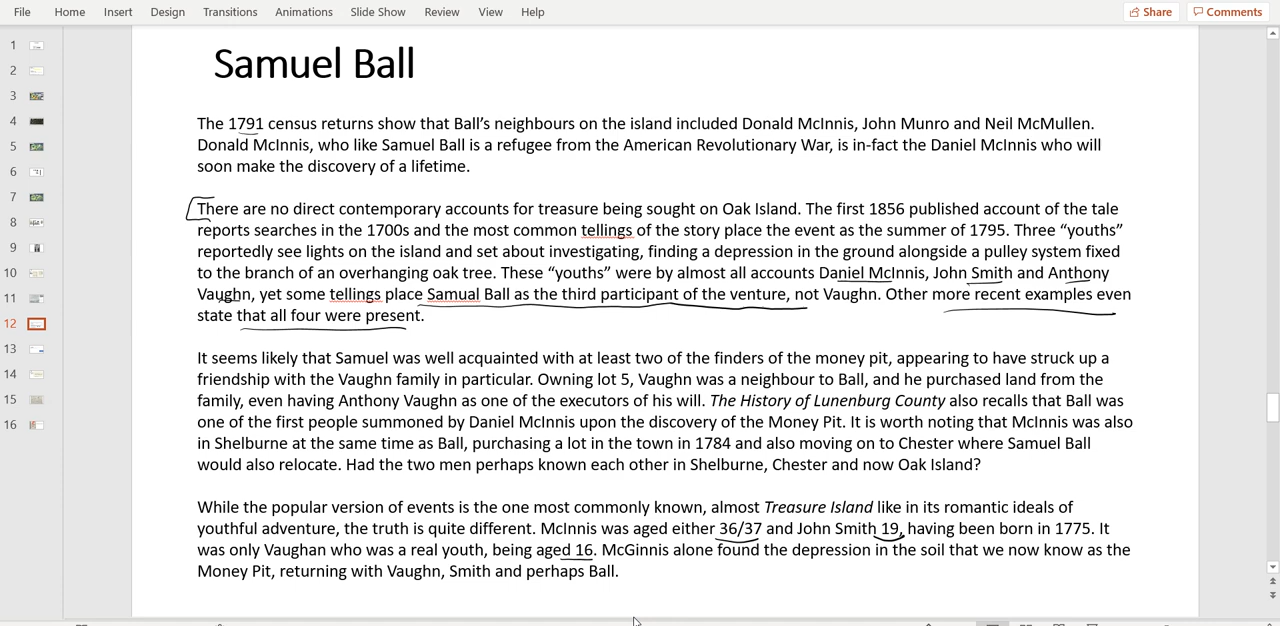 File Home Insert Design Transitions Animations Slide Show Review View Help Share Comments
Samuel Ball
The 1791 census returns show that Ball’s neighbours on the island included Donald McInnis, John Munro and Neil McMullen.
Donald McInnis, who like Samuel Ball is a refugee from the American Revolutionary War, is in-fact the Daniel McInnis who will
soon make the discovery of a lifetime.
There are no direct contemporary accounts for treasure being sought on Oak Island. The first 1856 published account of the tale
reports searches in the 1700s and the most common tellings of the story place the event as the summer of 1795. Three “youths”
reportedly see lights on the island and set about investigating, finding a depression in the ground alongside a pulley system fixed
to the branch of an overhanging oak tree. These “youths” were by almost all accounts Daniel McInnis, John Smith and Anthony
Vaughn, yet some tellings place Samual Ball as the third participant of the venture, not Vaughn. Other more recent examples even
state that all four were present.
It seems likely that Samuel was well acquainted with at least two of the finders of the money pit, appearing to have struck up a
friendship with the Vaughn family in particular. Owning lot 5, Vaughn was a neighbour to Ball, and he purchased land from the
family, even having Anthony Vaughn as one of the executors of his will. The History of Lunenburg County also recalls that Ball was
one of the first people summoned by Daniel McInnis upon the discovery of the Money Pit. It is worth noting that McInnis was also
in Shelburne at the same time as Ball, purchasing a lot in the town in 1784 and also moving on to Chester where Samuel Ball
would also relocate. Had the two men perhaps known each other in Shelburne, Chester and now Oak Island?
While the popular version of events is the one most commonly known, almost Treasure Island like in its romantic ideals of
youthful adventure, the truth is quite different. McInnis was aged either 36/37 and John Smith 19, having been born in 1775. It
was only Vaughan who was a real youth, being aged 16. McGinnis alone found the depression in the soil that we now know as the
Money Pit, returning with Vaughn, Smith and perhaps Ball.
1
2
3
4
5
6
7
8
9
10
11
12
13
14
15
16